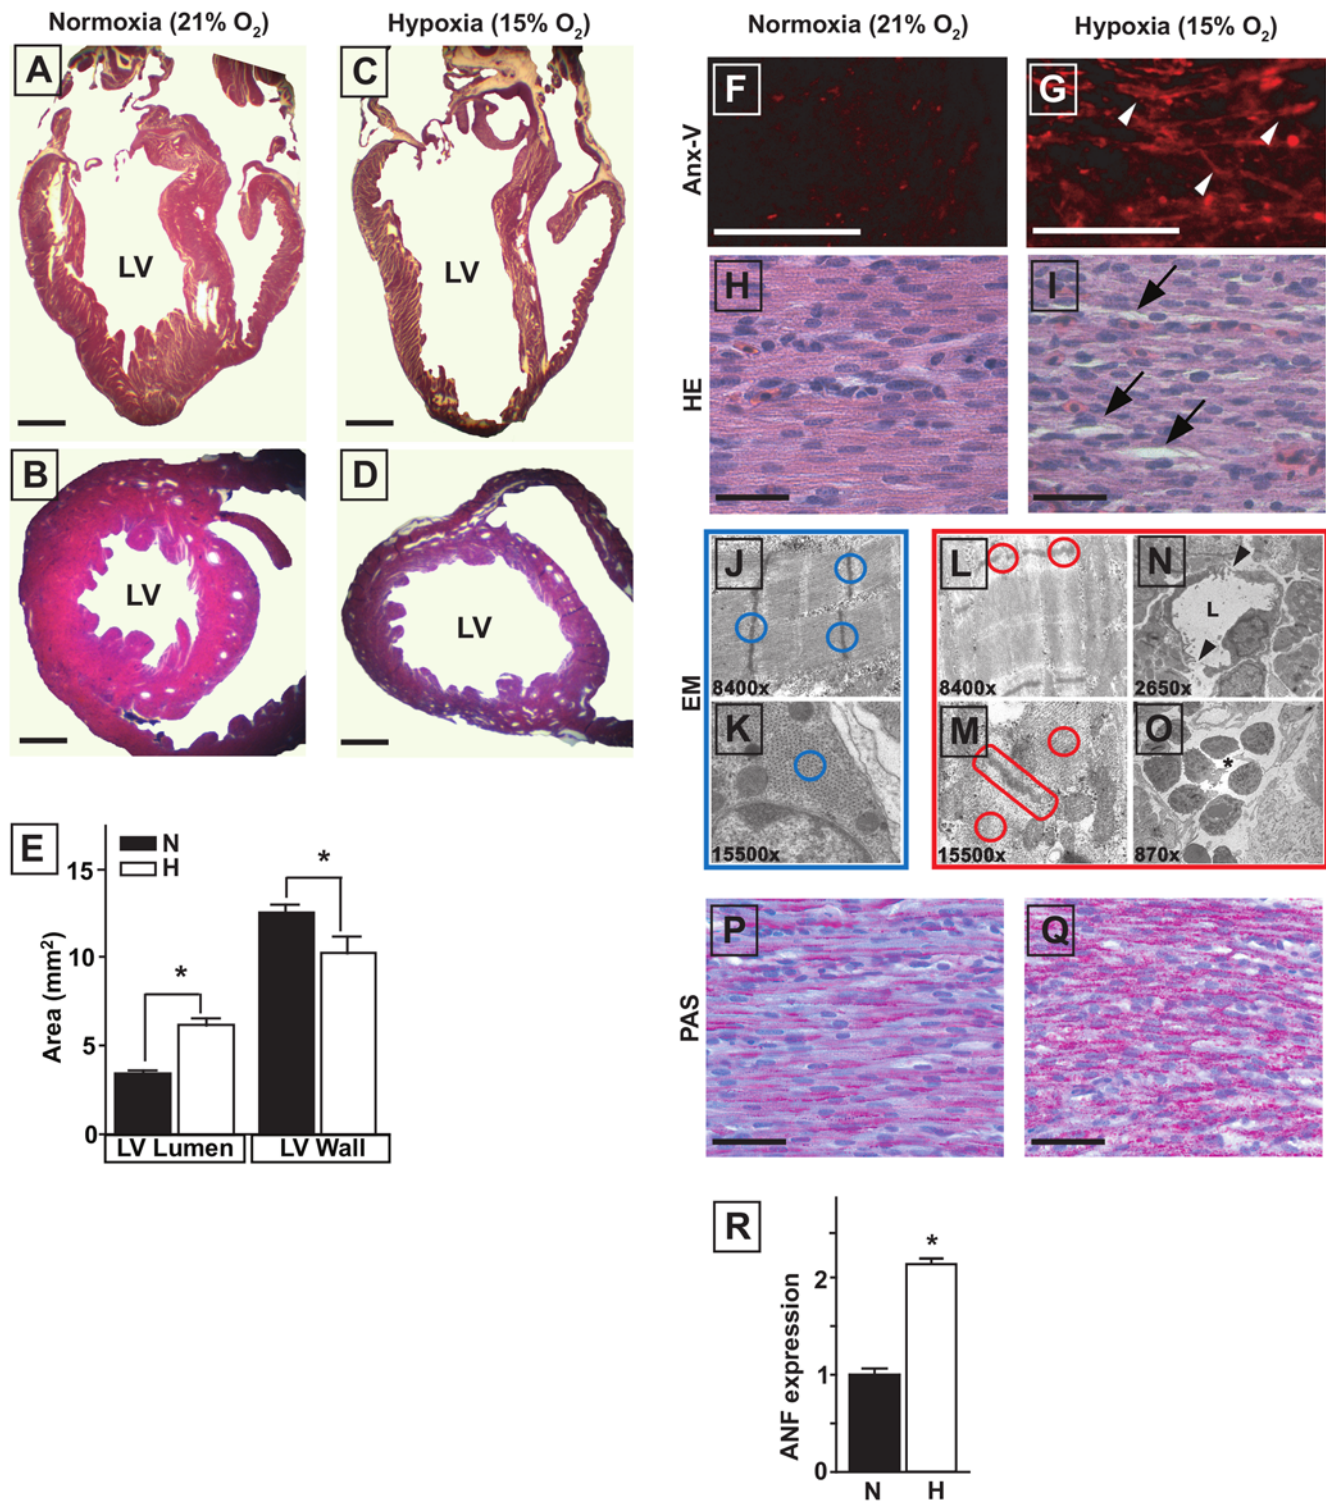 Normoxia (21% O₂)
Hypoxia (15% O₂)
A
LV
C
LV
B
LV
D
LV
E
N
H
*
*
Area (mm²)
15
10
5
0
LV Lumen
LV Wall
Normoxia (21% O₂)
Hypoxia (15% O₂)
Anx-V
F
G
HE
H
I
EM
J
8400x
L
8400x
N
L
2650x
K
15500x
M
15500x
O
*
870x
PAS
P
Q
R
ANF expression
*
2
1
0
N
H